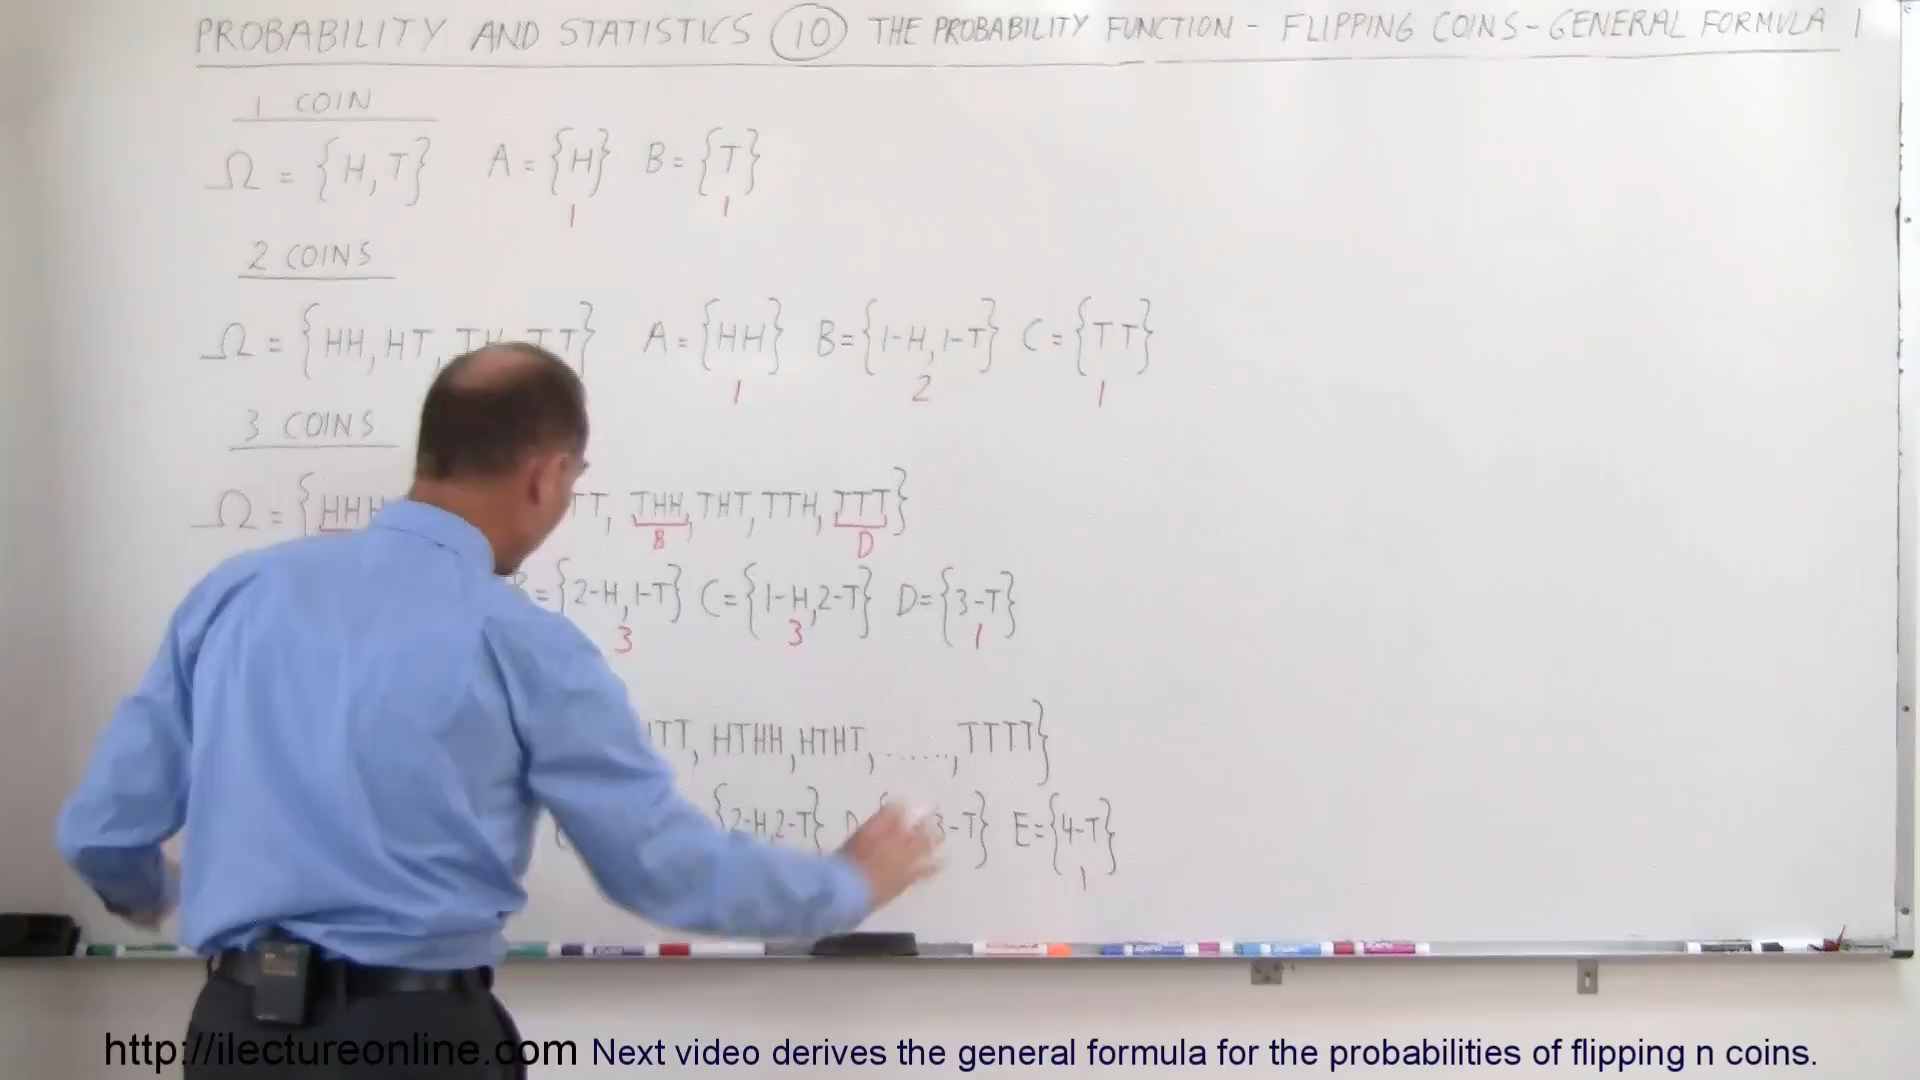 PROBABILITY AND STATISTICS 10 THE PROBABILITY FUNCTION - FLIPPING COINS - GENERAL FORMULA 1
1 COIN
Ω = {H, T} A = {H} B = {T}
1 1
2 COINS
Ω = {HH, HT, TH, TT} A = {HH} B = {1-H, 1-T} C = {TT}
1 2 1
3 COINS
Ω = {HHH TT, THH, THT, TTH, TTT}
B D
B = {2-H, 1-T} C = {1-H, 2-T} D = {3-T}
3 3 1
TT, HTHH, HTHT, ......, TTTT}
{2-H, 2-T} D 3-T} E = {4-T}
1
http://ilectureonline.com Next video derives the general formula for the probabilities of flipping n coins.